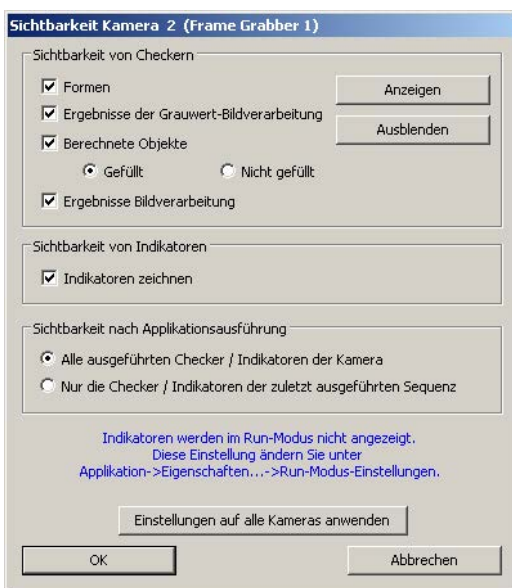 Sichtbarkeit Kamera 2 (Frame Grabber 1)
Sichtbarkeit von Checkern
Formen
Anzeigen
Ergebnisse der Grauwert-Bildverarbeitung
Ausblenden
Berechnete Objekte
Gefüllt Nicht gefüllt
Ergebnisse Bildverarbeitung
Sichtbarkeit von Indikatoren
Indikatoren zeichnen
Sichtbarkeit nach Applikationsausführung
Alle ausgeführten Checker / Indikatoren der Kamera
Nur die Checker / Indikatoren der zuletzt ausgeführten Sequenz
Indikatoren werden im Run-Modus nicht angezeigt.
Diese Einstellung ändern Sie unter
Applikation->Eigenschaften...->Run-Modus-Einstellungen.
Einstellungen auf alle Kameras anwenden
OK Abbrechen